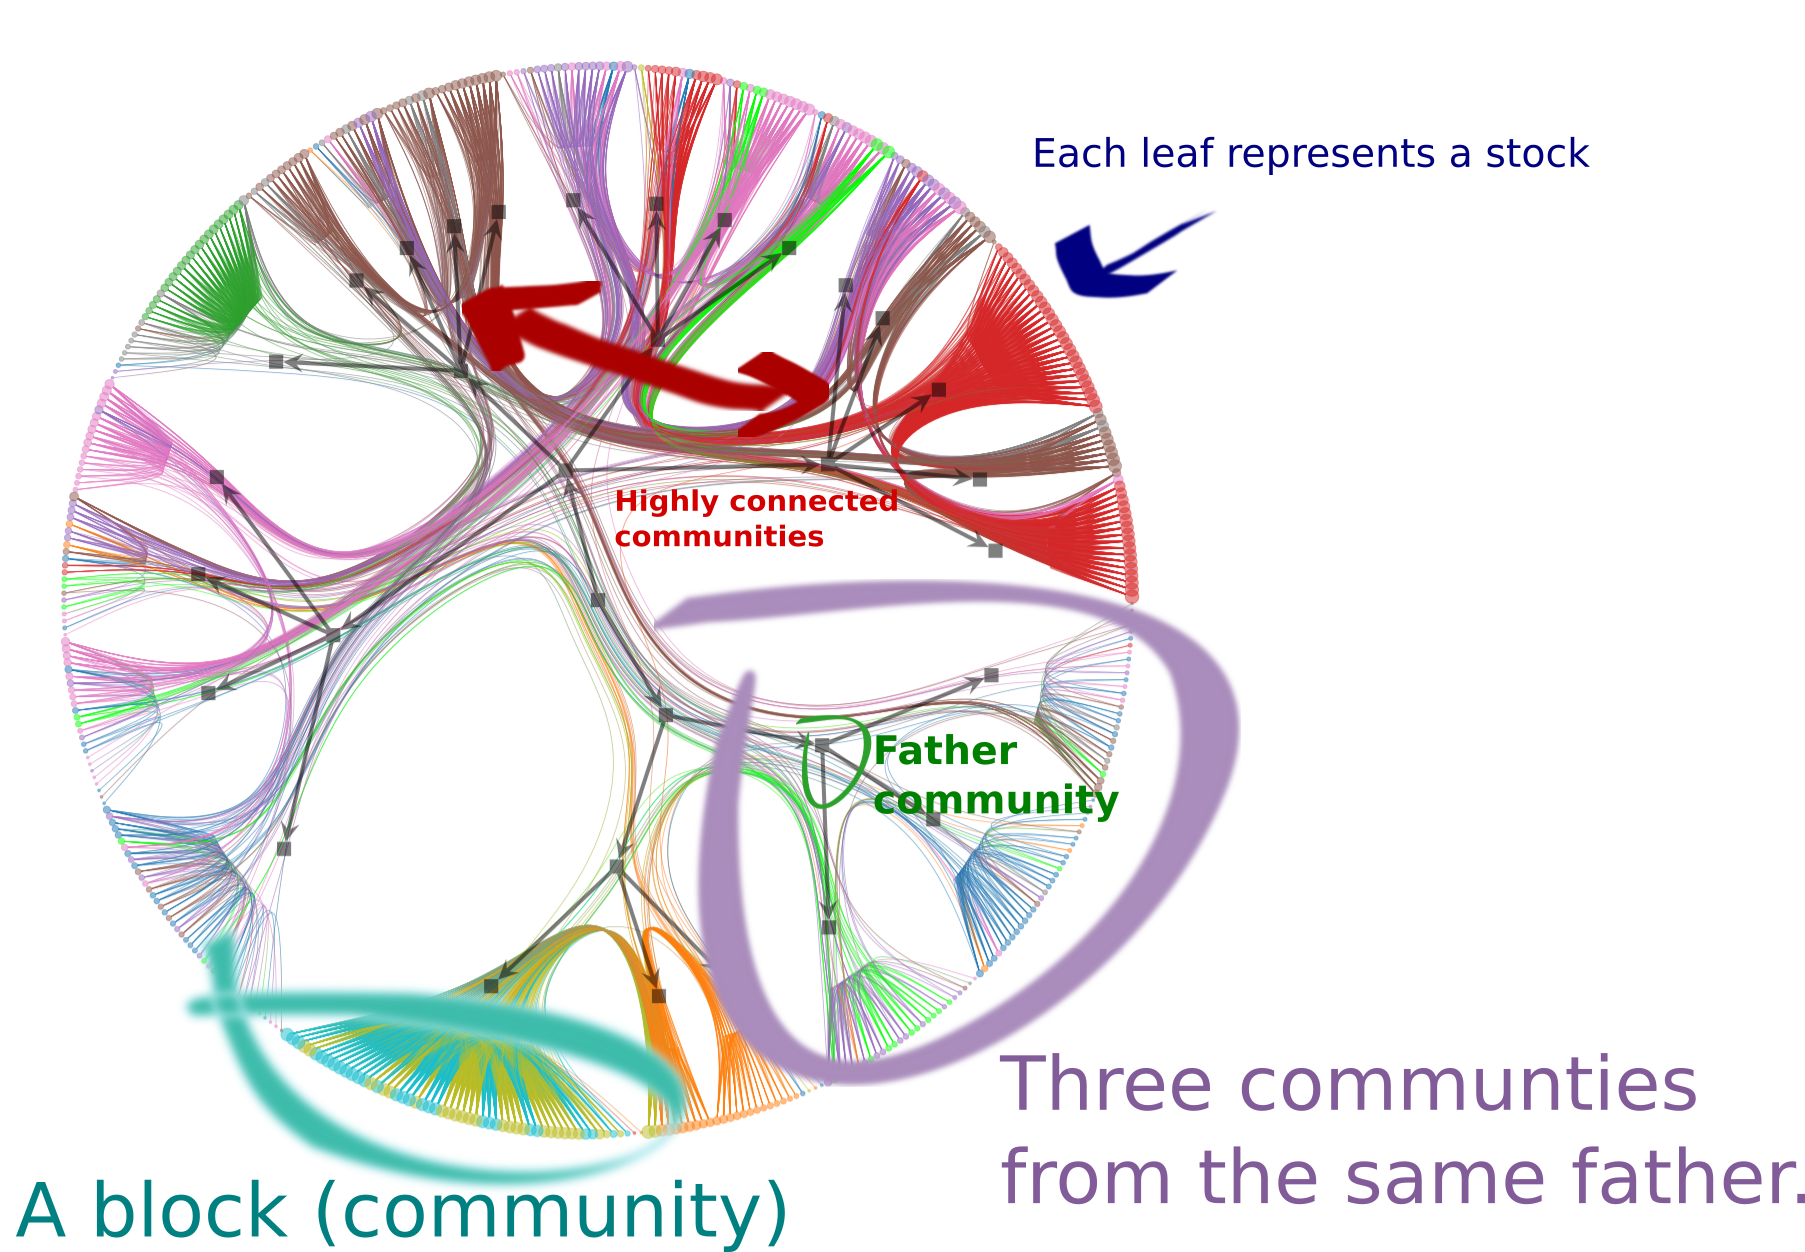 Each leaf represents a stock
Highly connected
communities
Father
community
Three communties
from the same father.
A block (community)